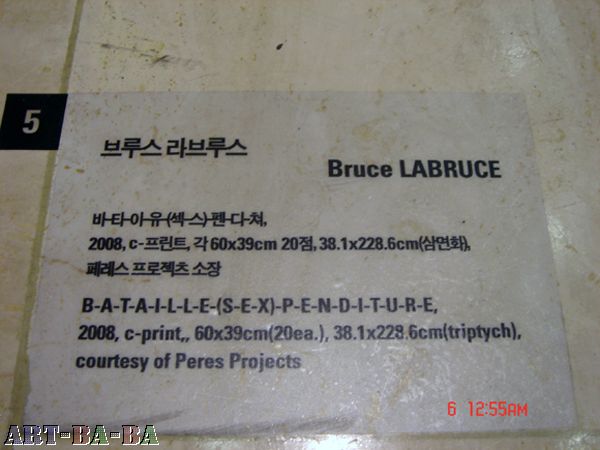 5
브루스 라브루스
Bruce LABRUCE
바-타-이-유-(섹-스)-펜-디-쳐,
2008, c-프린트, 각 60x39cm 20점, 38.1x228.6cm(삼면화),
페레스 프로젝츠 소장
B-A-T-A-I-L-L-E-(S-E-X)-P-E-N-D-I-T-U-R-E,
2008, c-print,, 60x39cm(20ea.), 38.1x228.6cm(triptych),
courtesy of Peres Projects
6 12:55AM
ART-BA-BA